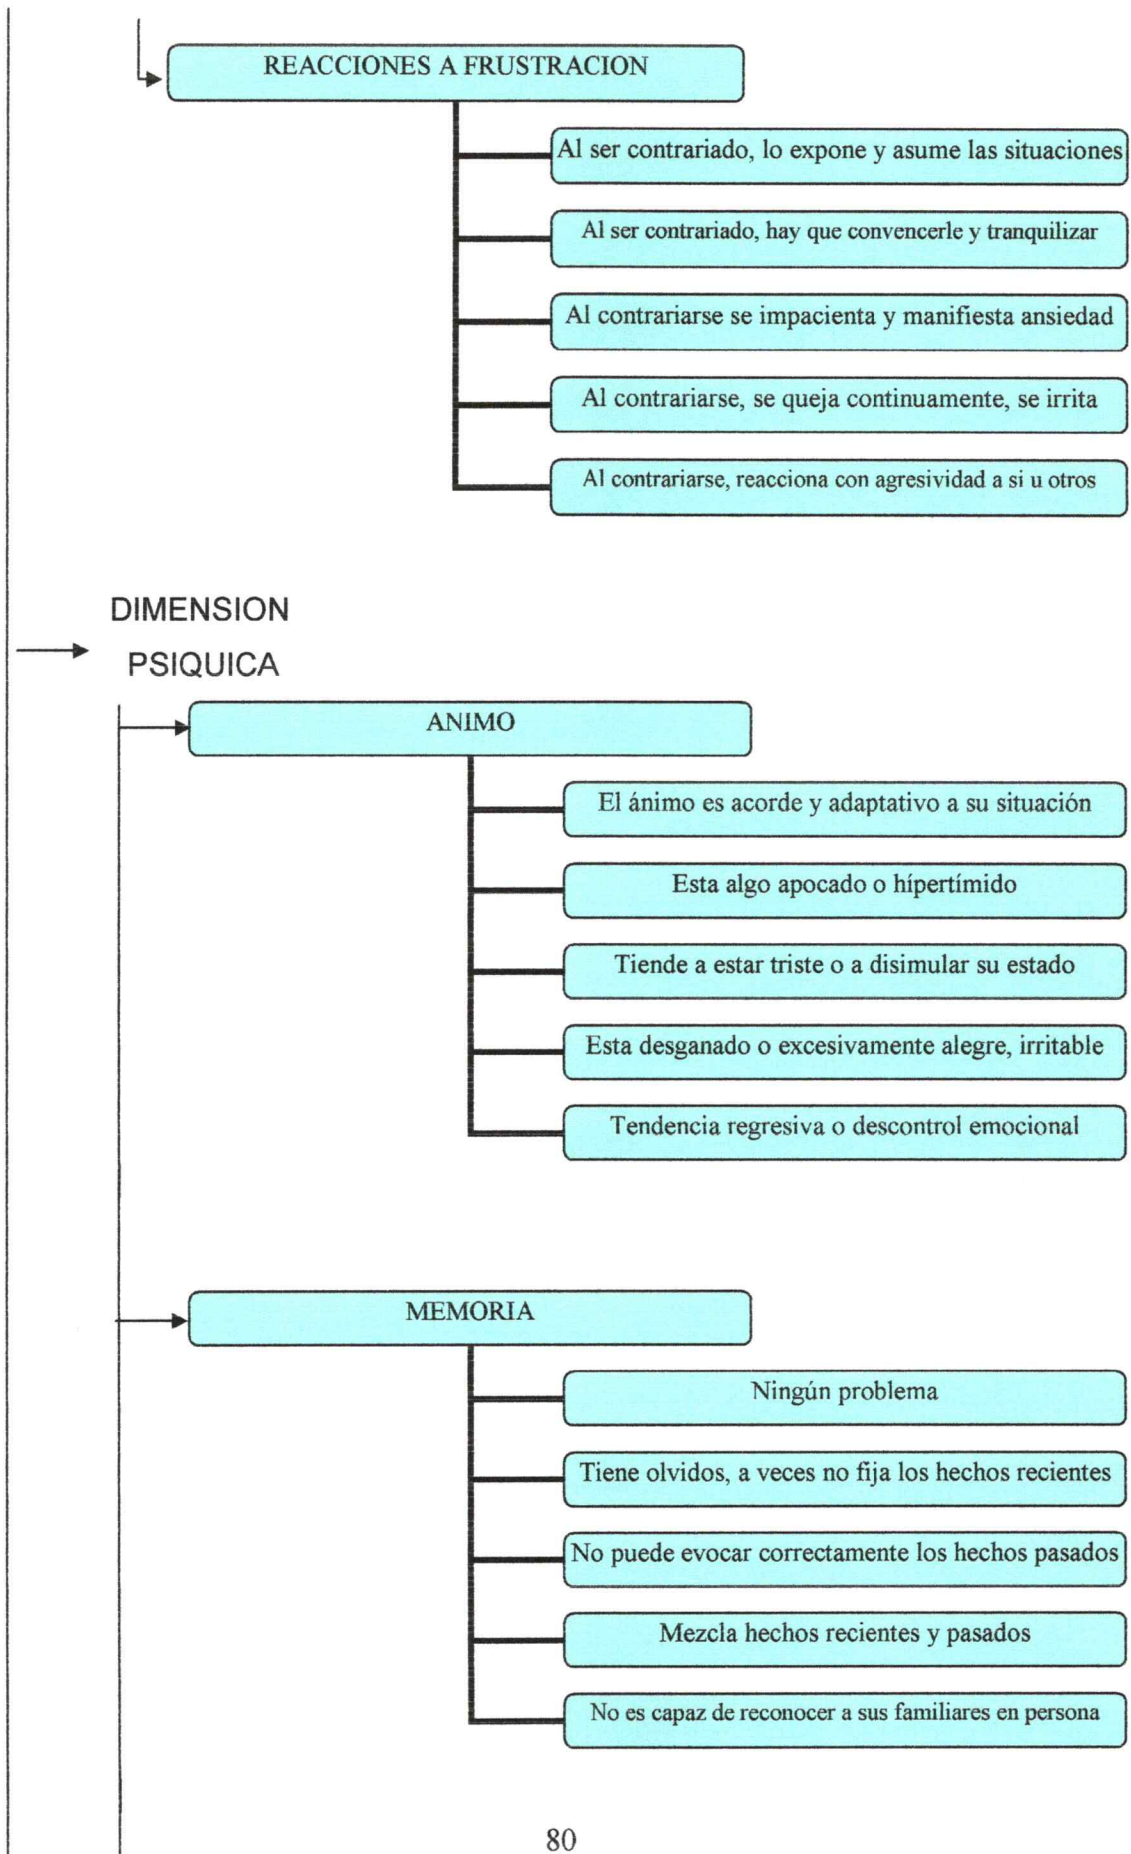 REACCIONES A FRUSTRACION
Al ser contrariado, lo expone y asume las situaciones
Al ser contrariado, hay que convencerle y tranquilizar
Al contrariarse se impacienta y manifiesta ansiedad
Al contrariarse, se queja continuamente, se irrita
Al contrariarse, reacciona con agresividad a si u otros
DIMENSION
PSIQUICA
ANIMO
El ánimo es acorde y adaptativo a su situación
Esta algo apocado o hípertímido
Tiende a estar triste o a disimular su estado
Esta desganado o excesivamente alegre, irritable
Tendencia regresiva o descontrol emocional
MEMORIA
Ningún problema
Tiene olvidos, a veces no fija los hechos recientes
No puede evocar correctamente los hechos pasados
Mezcla hechos recientes y pasados
No es capaz de reconocer a sus familiares en persona
80